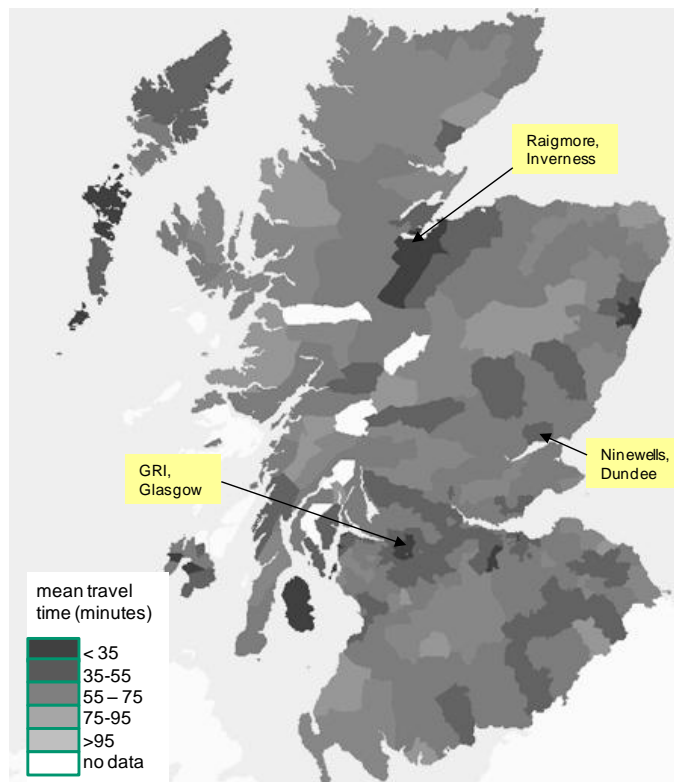 Raigmore,
Inverness
Ninewells,
Dundee
GRI,
Glasgow
mean travel
time (minutes)
< 35
35-55
55 – 75
75-95
>95
no data